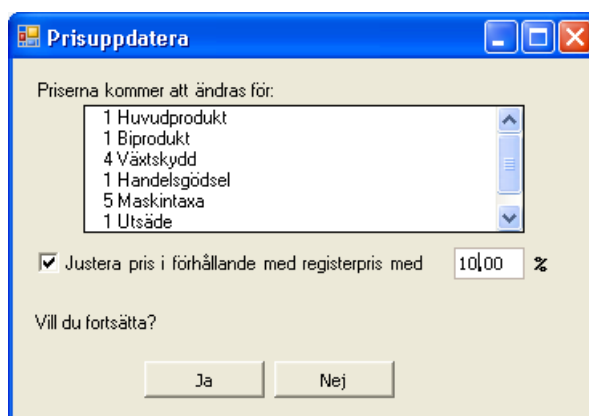 Prisuppdatera
Priserna kommer att ändras för:
1 Huvudprodukt
1 Biprodukt
4 Växtskydd
1 Handelsgödsel
5 Maskintaxa
1 Utsäde
Justera pris i förhållande med registerpris med 10,00 %
Vill du fortsätta?
Ja Nej